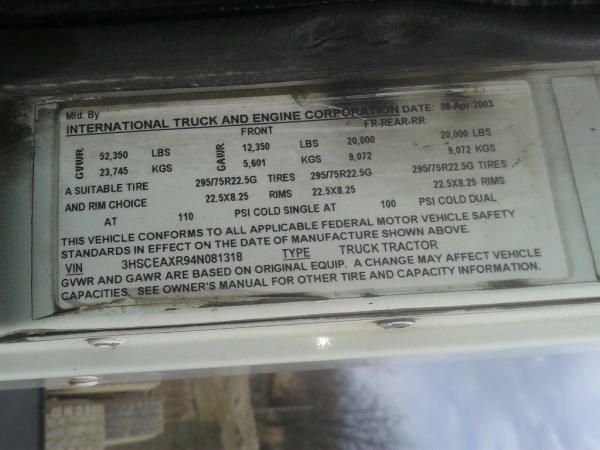 Mfd. By
INTERNATIONAL TRUCK AND ENGINE CORPORATION DATE: 08-Apr-2003
FRONT FR-REAR-RR
GVWR 52,350 LBS GAWR 12,350 LBS 20,000 20,000 LBS
23,745 KGS 5,601 KGS 9,072 9,072 KGS
A SUITABLE TIRE 295/75R22.5G TIRES 295/75R22.5G 295/75R22.5G TIRES
AND RIM CHOICE 22.5X8.25 RIMS 22.5X8.25 22.5X8.25 RIMS
AT 110 PSI COLD SINGLE AT 100 PSI COLD DUAL
THIS VEHICLE CONFORMS TO ALL APPLICABLE FEDERAL MOTOR VEHICLE SAFETY
STANDARDS IN EFFECT ON THE DATE OF MANUFACTURE SHOWN ABOVE.
VIN 3HSCEAXR94N081318 TYPE TRUCK TRACTOR
GVWR AND GAWR ARE BASED ON ORIGINAL EQUIP. A CHANGE MAY AFFECT VEHICLE
CAPACITIES. SEE OWNER'S MANUAL FOR OTHER TIRE AND CAPACITY INFORMATION.